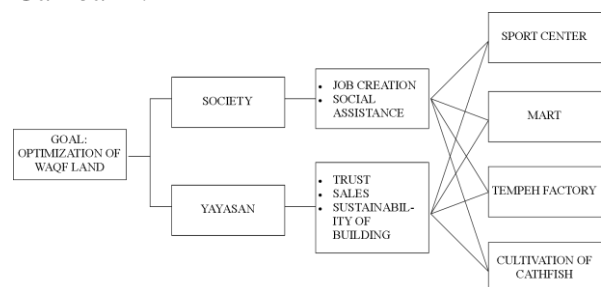 GOAL:
OPTIMIZATION OF
WAQF LAND
SOCIETY
YAYASAN
• JOB CREATION
• SOCIAL
ASSISTANCE
• TRUST
• SALES
• SUSTAINABIL-
ITY OF
BUILDING
SPORT CENTER
MART
TEMPEH FACTORY
CULTIVATION OF
CATHFISH